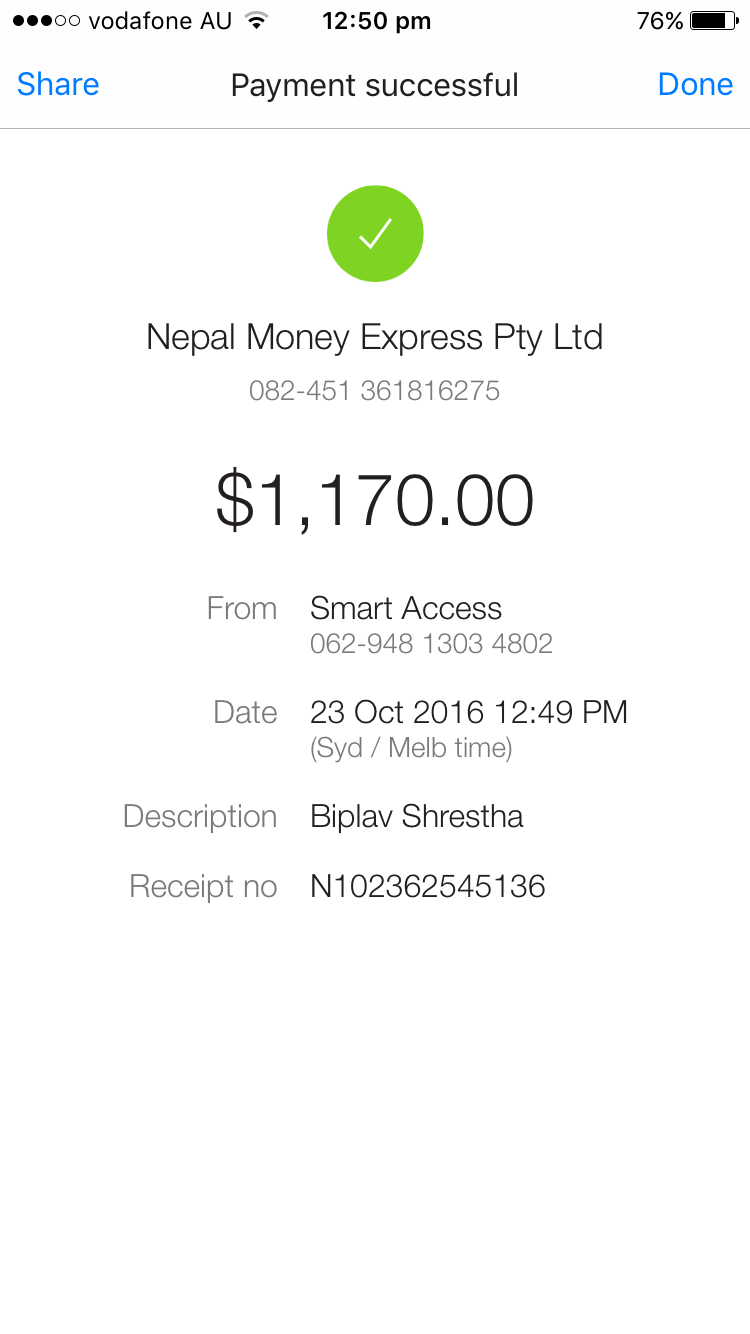 vodafone AU 12:50 pm 76%
Share Payment successful Done
Nepal Money Express Pty Ltd
082-451 361816275
$1,170.00
From Smart Access
062-948 1303 4802
Date 23 Oct 2016 12:49 PM
(Syd / Melb time)
Description Biplav Shrestha
Receipt no N102362545136